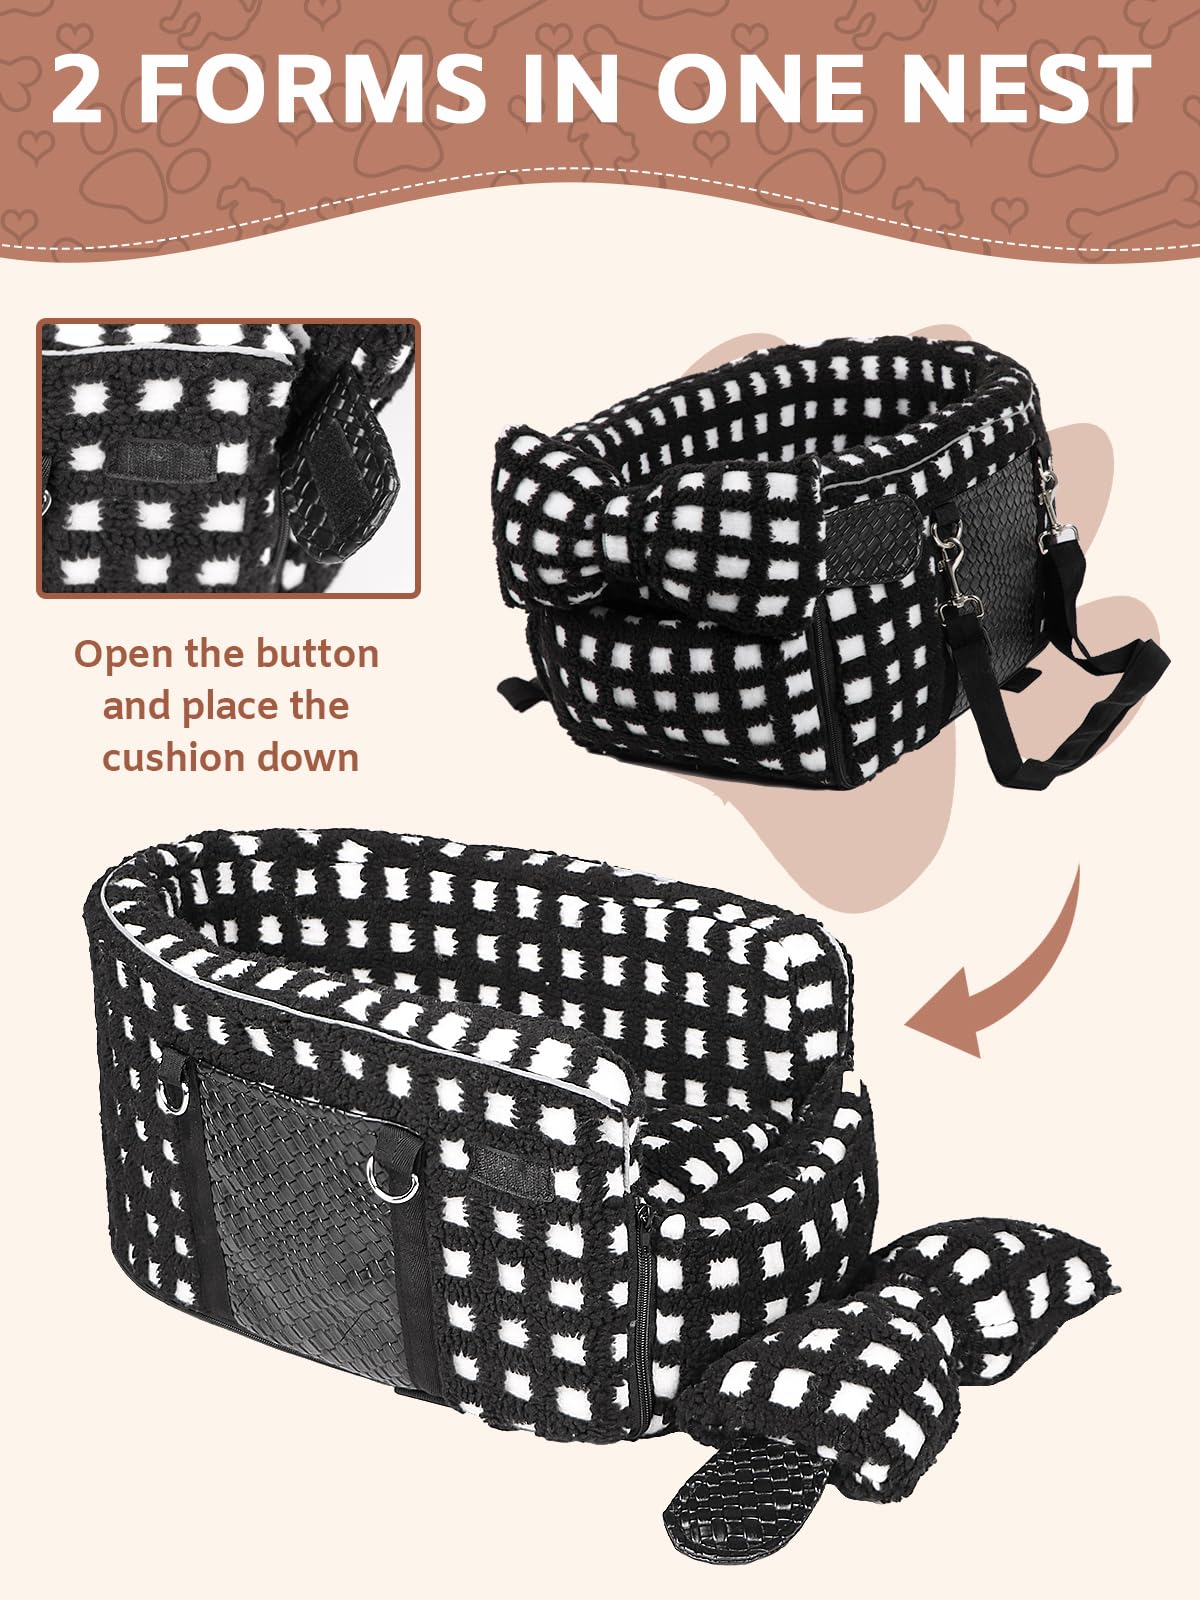 2 FORMS IN ONE NEST
Open the button
and place the
cushion down